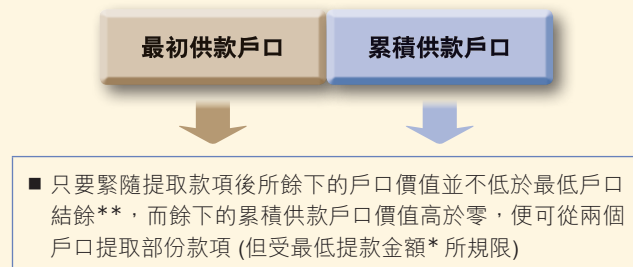 最初供款戶口
累積供款戶口
■ 只要緊隨提取款項後所餘下的戶口價值並不低於最低戶口
結餘**，而餘下的累積供款戶口價值高於零，便可從兩個
戶口提取部份款項 (但受最低提款金額* 所規限)